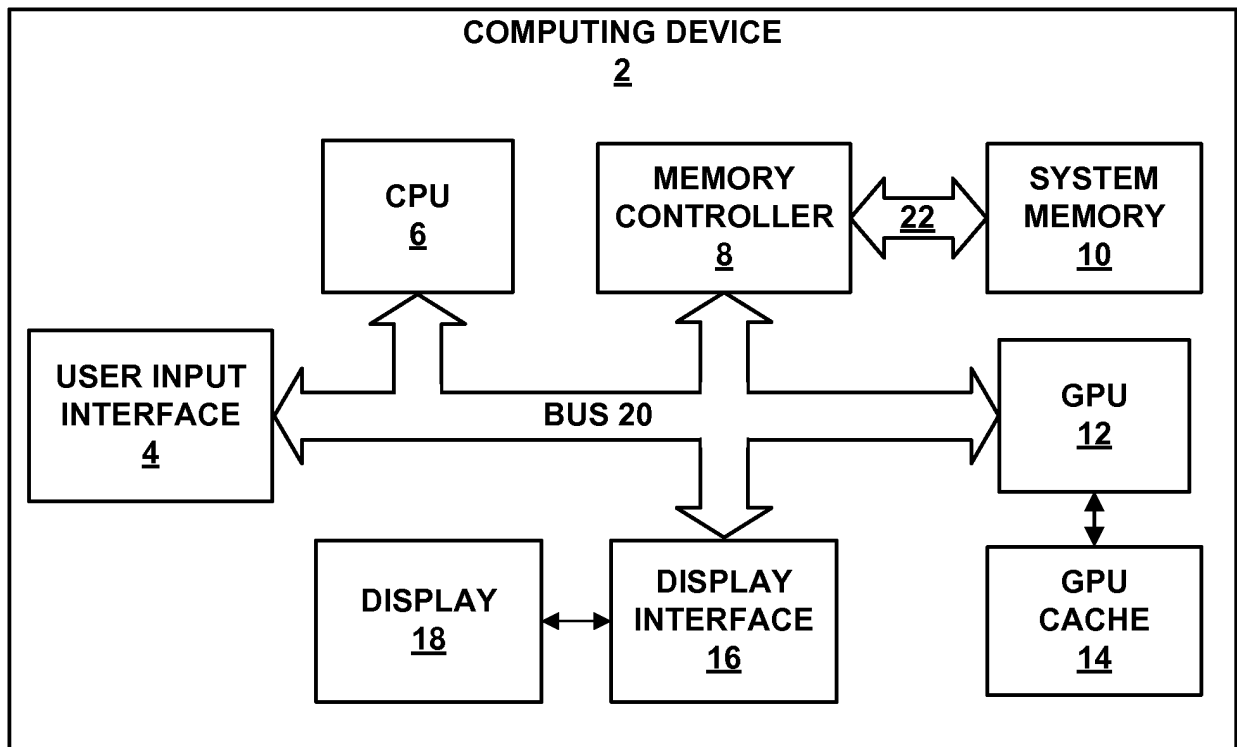 COMPUTING DEVICE
2
CPU
6
MEMORY
CONTROLLER
8
22
SYSTEM
MEMORY
10
USER INPUT
INTERFACE
4
BUS 20
GPU
12
DISPLAY
18
DISPLAY
INTERFACE
16
GPU
CACHE
14